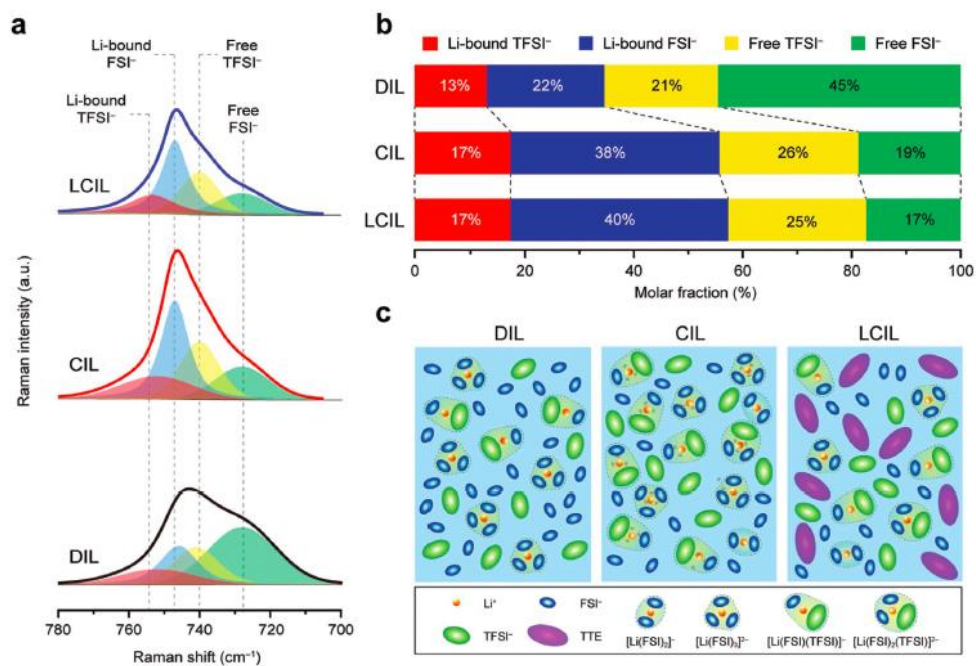 a
Li-bound
FSI⁻
Free
TFSI⁻
Li-bound
TFSI⁻
Free
FSI⁻
LCIL
CIL
DIL
Raman intensity (a.u.)
780 760 740 720 700
Raman shift (cm⁻¹)
b
Li-bound TFSI⁻ Li-bound FSI⁻ Free TFSI⁻ Free FSI⁻
DIL 13% 22% 21% 45%
CIL 17% 38% 26% 19%
LCIL 17% 40% 25% 17%
0 20 40 60 80 100
Molar fraction (%)
c
DIL CIL LCIL
Li⁺ FSI⁻
TFSI⁻ TTE
[Li(FSI)₂]⁻ [Li(FSI)₃]²⁻ [Li(FSI)(TFSI)]⁻ [Li(FSI)₂(TFSI)]²⁻